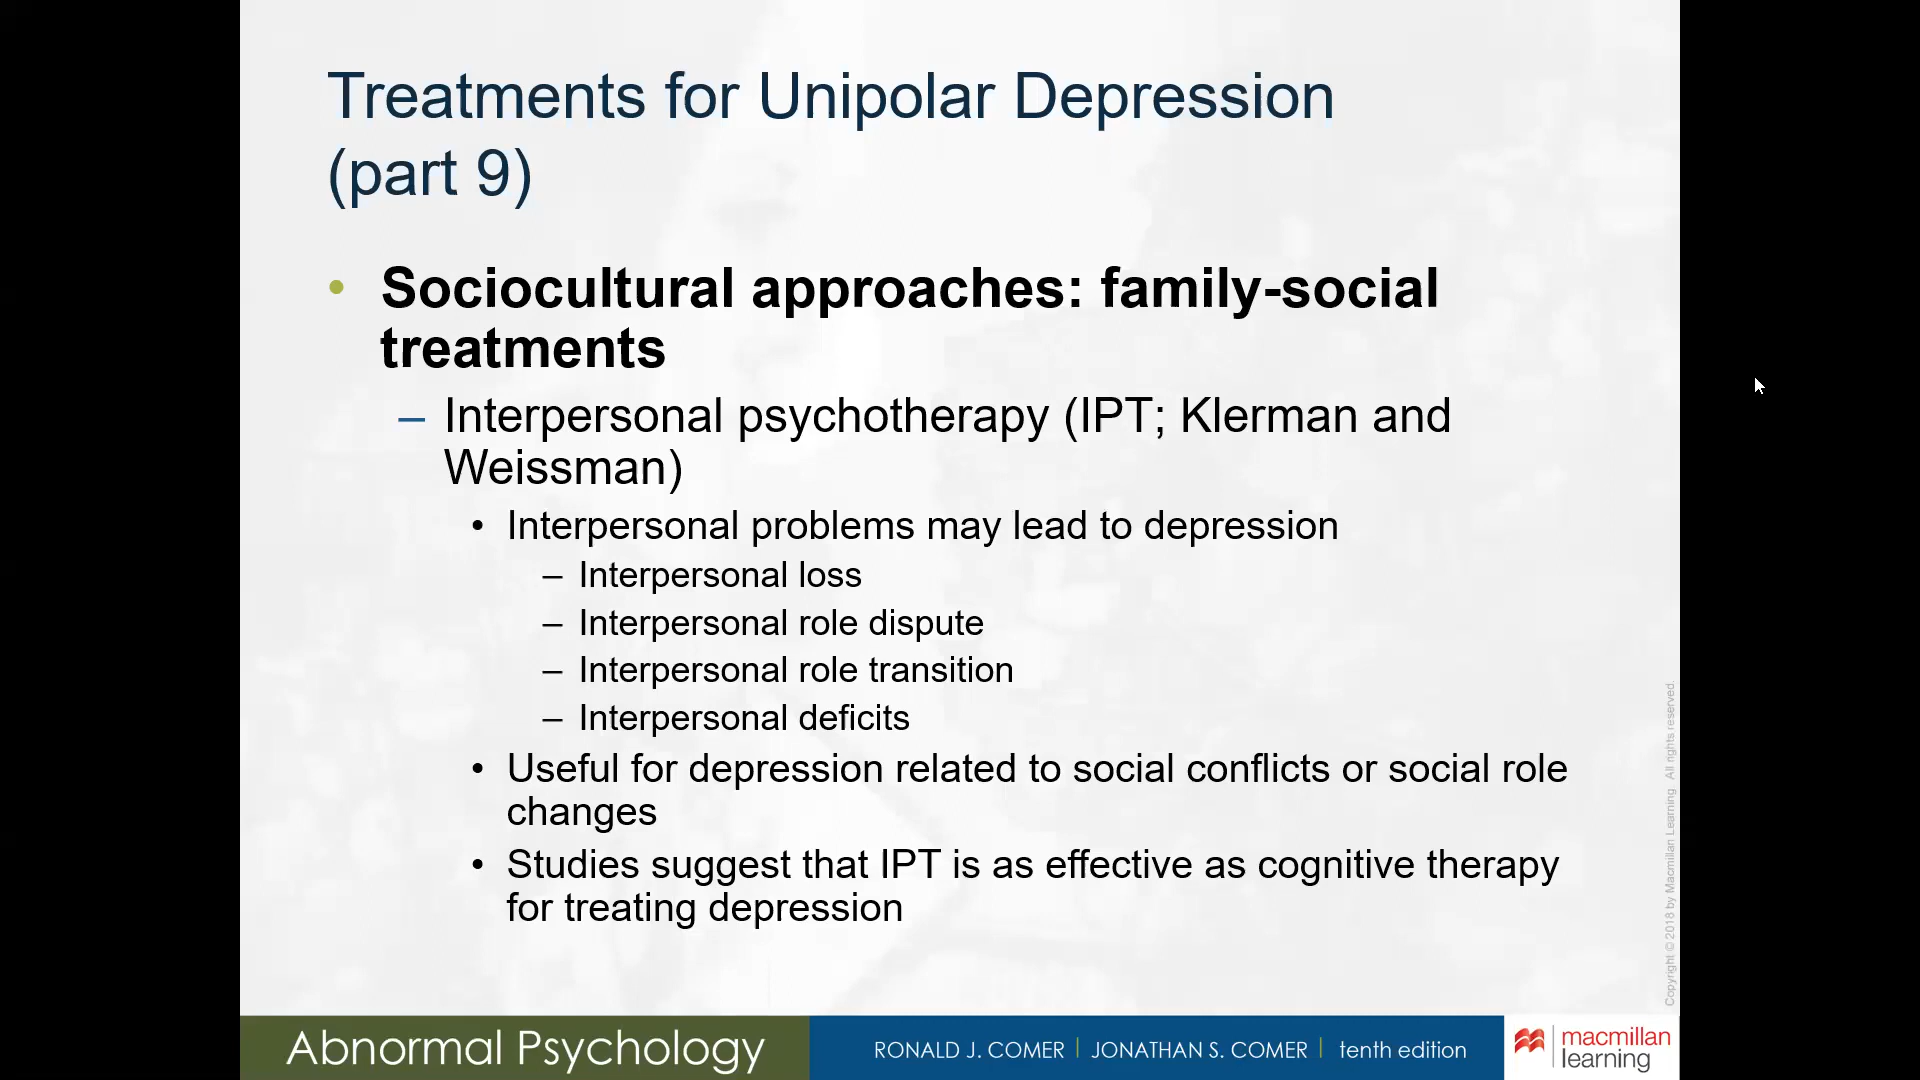 Treatments for Unipolar Depression
(part 9)
• Sociocultural approaches: family-social
treatments
– Interpersonal psychotherapy (IPT; Klerman and
Weissman)
• Interpersonal problems may lead to depression
– Interpersonal loss
– Interpersonal role dispute
– Interpersonal role transition
– Interpersonal deficits
• Useful for depression related to social conflicts or social role
changes
• Studies suggest that IPT is as effective as cognitive therapy
for treating depression
Copyright © 2018 by Macmillan Learning. All rights reserved.
Abnormal Psychology
RONALD J. COMER | JONATHAN S. COMER | tenth edition
macmillan
learning